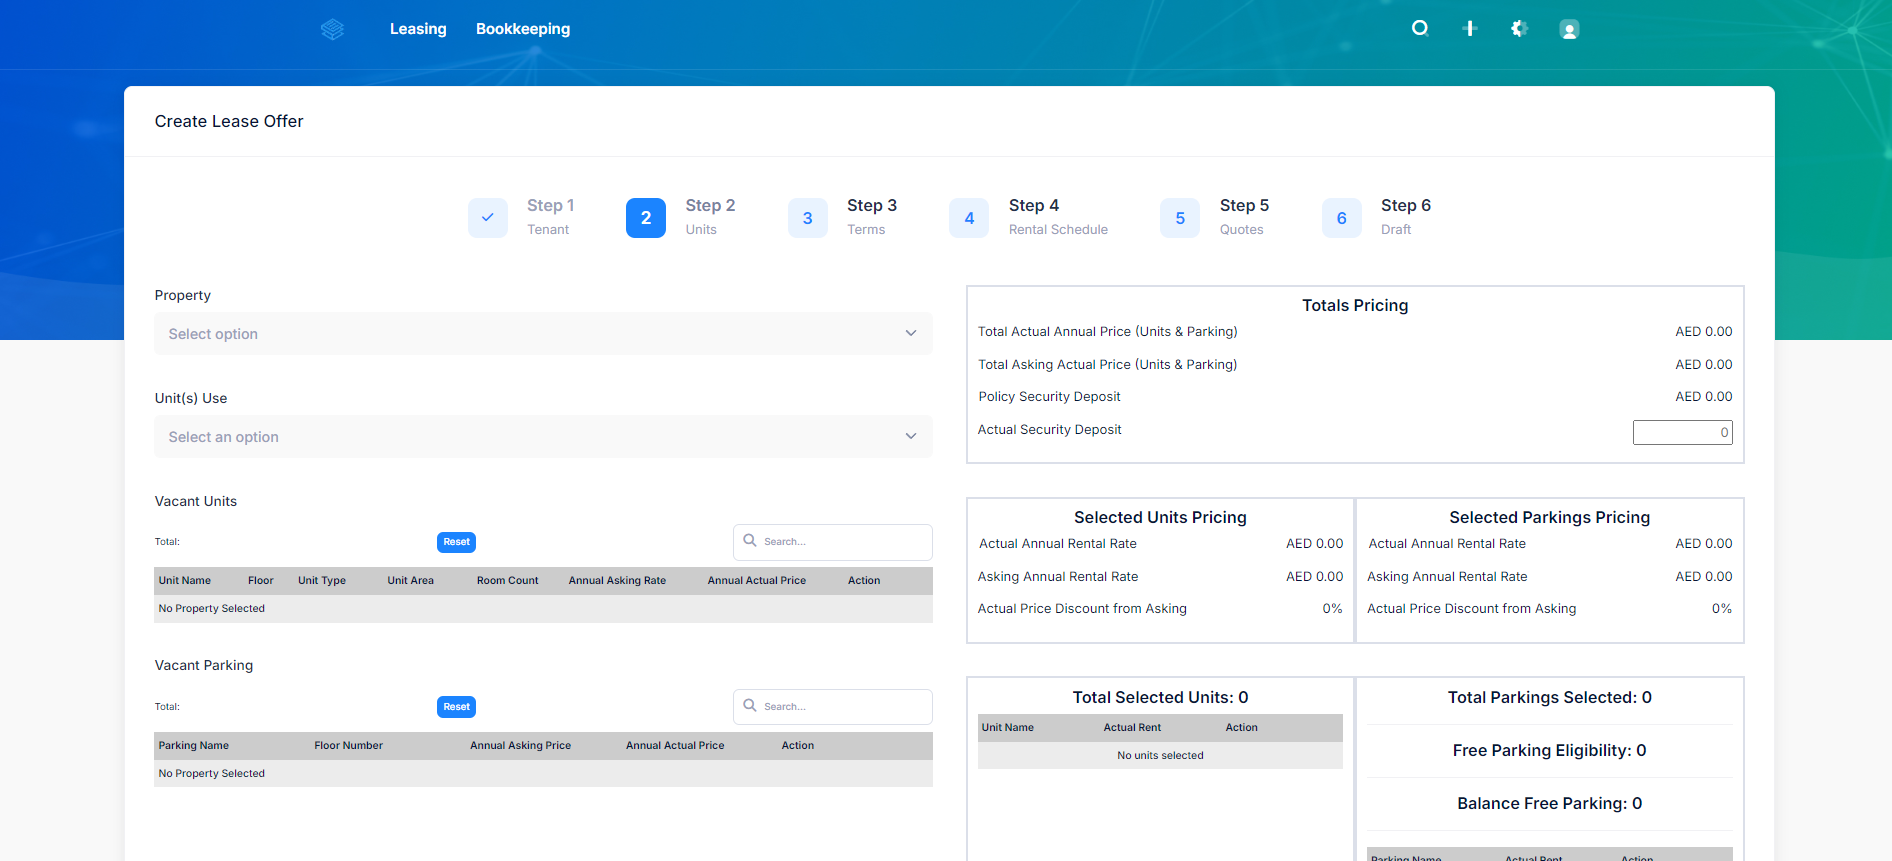 Leasing Bookkeeping
Create Lease Offer
Step 1
Tenant
2
Step 2
Units
3
Step 3
Terms
4
Step 4
Rental Schedule
5
Step 5
Quotes
6
Step 6
Draft
Property
Select option
Unit(s) Use
Select an option
Vacant Units
Total: Reset Search...
Unit Name Floor Unit Type Unit Area Room Count Annual Asking Rate Annual Actual Price Action
No Property Selected
Vacant Parking
Total: Reset Search...
Parking Name Floor Number Annual Asking Price Annual Actual Price Action
No Property Selected
Totals Pricing
Total Actual Annual Price (Units & Parking) AED 0.00
Total Asking Actual Price (Units & Parking) AED 0.00
Policy Security Deposit AED 0.00
Actual Security Deposit 0
Selected Units Pricing
Actual Annual Rental Rate AED 0.00
Asking Annual Rental Rate AED 0.00
Actual Price Discount from Asking 0%
Selected Parkings Pricing
Actual Annual Rental Rate AED 0.00
Asking Annual Rental Rate AED 0.00
Actual Price Discount from Asking 0%
Total Selected Units: 0
Unit Name Actual Rent Action
No units selected
Total Parkings Selected: 0
Free Parking Eligibility: 0
Balance Free Parking: 0
Parking Name Actual Rent Action